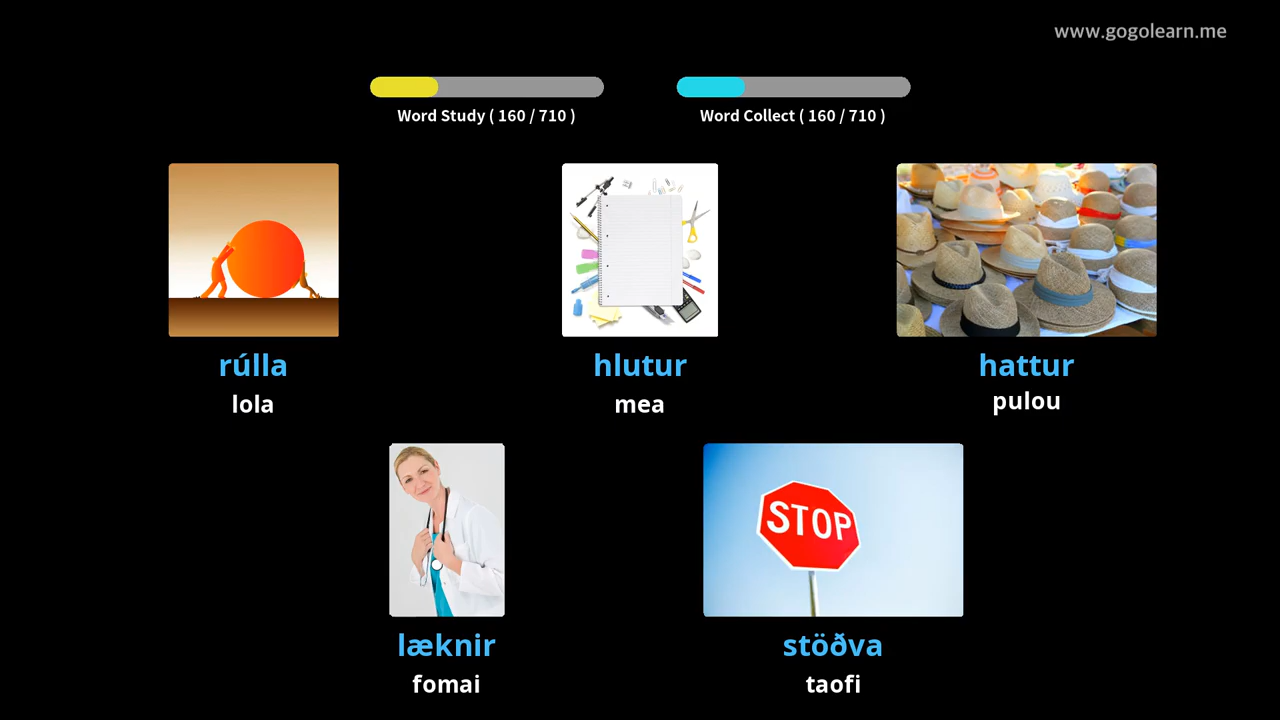 www.gogolearn.me
Word Study ( 160 / 710 )
Word Collect ( 160 / 710 )
rúlla
lola
hlutur
mea
hattur
pulou
STOP
læknir
fomai
stöðva
taofi